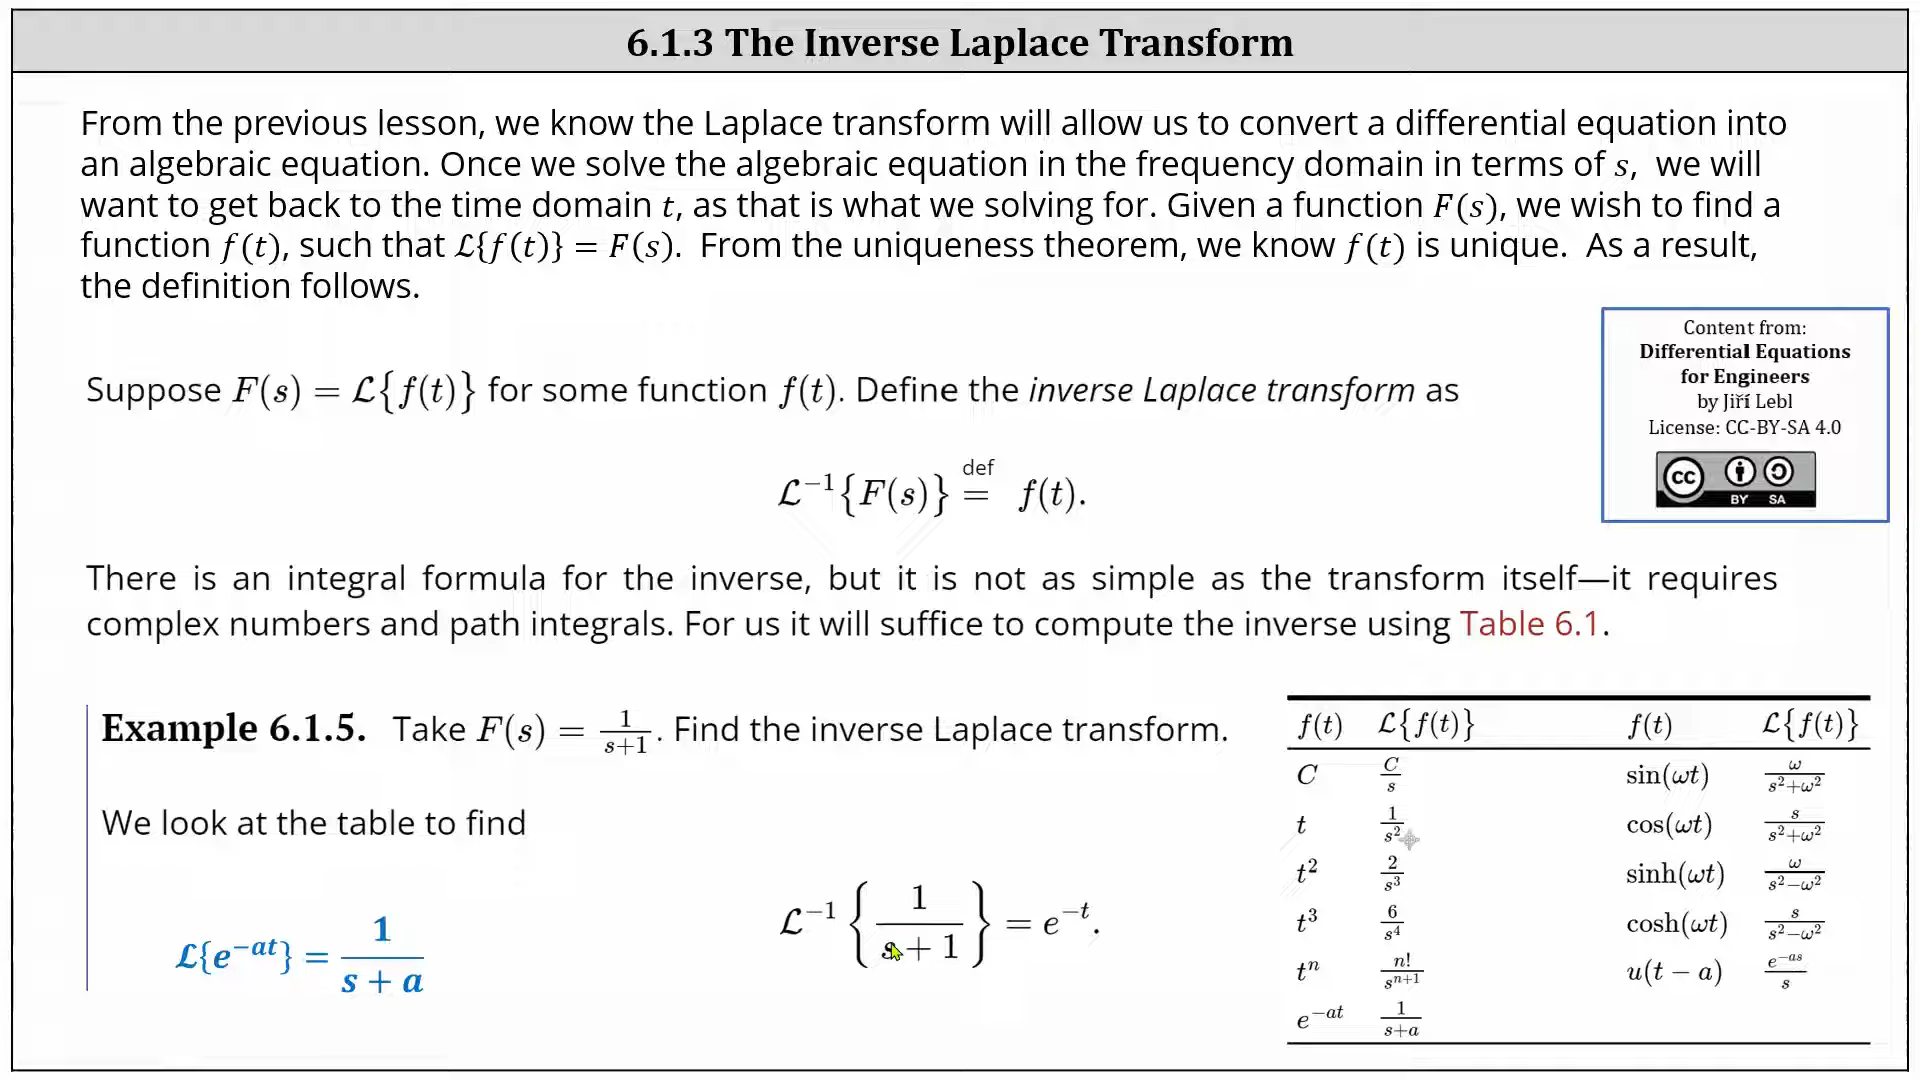 6.1.3 The Inverse Laplace Transform
From the previous lesson, we know the Laplace transform will allow us to convert a differential equation into
an algebraic equation. Once we solve the algebraic equation in the frequency domain in terms of s, we will
want to get back to the time domain t, as that is what we solving for. Given a function F(s), we wish to find a
function f(t), such that ℒ{f(t)} = F(s). From the uniqueness theorem, we know f(t) is unique. As a result,
the definition follows.
Content from:
Differential Equations
for Engineers
by Jiří Lebl
License: CC-BY-SA 4.0
cc BY SA
Suppose F(s) = ℒ{f(t)} for some function f(t). Define the inverse Laplace transform as
ℒ⁻¹{F(s)} def= f(t).
There is an integral formula for the inverse, but it is not as simple as the transform itself—it requires
complex numbers and path integrals. For us it will suffice to compute the inverse using Table 6.1.
Example 6.1.5. Take F(s) = 1/(s+1). Find the inverse Laplace transform.
We look at the table to find
ℒ{e^(−at)} = 1/(s + a)
ℒ⁻¹{1/(s + 1)} = e^(−t).
f(t) ℒ{f(t)} f(t) ℒ{f(t)}
C C/s sin(ωt) ω/(s²+ω²)
t 1/s² cos(ωt) s/(s²+ω²)
t² 2/s³ sinh(ωt) ω/(s²−ω²)
t³ 6/s⁴ cosh(ωt) s/(s²−ω²)
tⁿ n!/sⁿ⁺¹ u(t − a) e^(−as)/s
e^(−at) 1/(s+a)